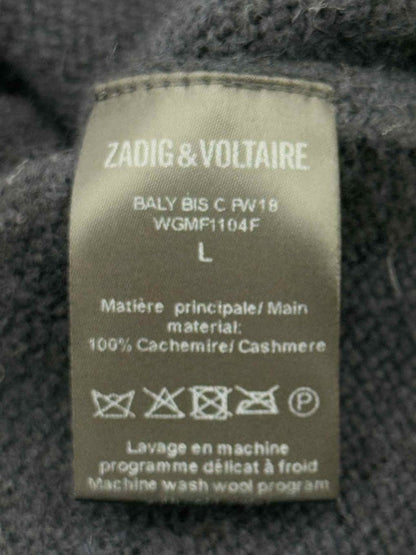 ZADIG & VOLTAIRE
BALY BIS C FW18
WGMF1104F
L
Matière principale/ Main
material:
100% Cachemire/ Cashmere
P
Lavage en machine
programme délicat à froid
Machine wash wool program